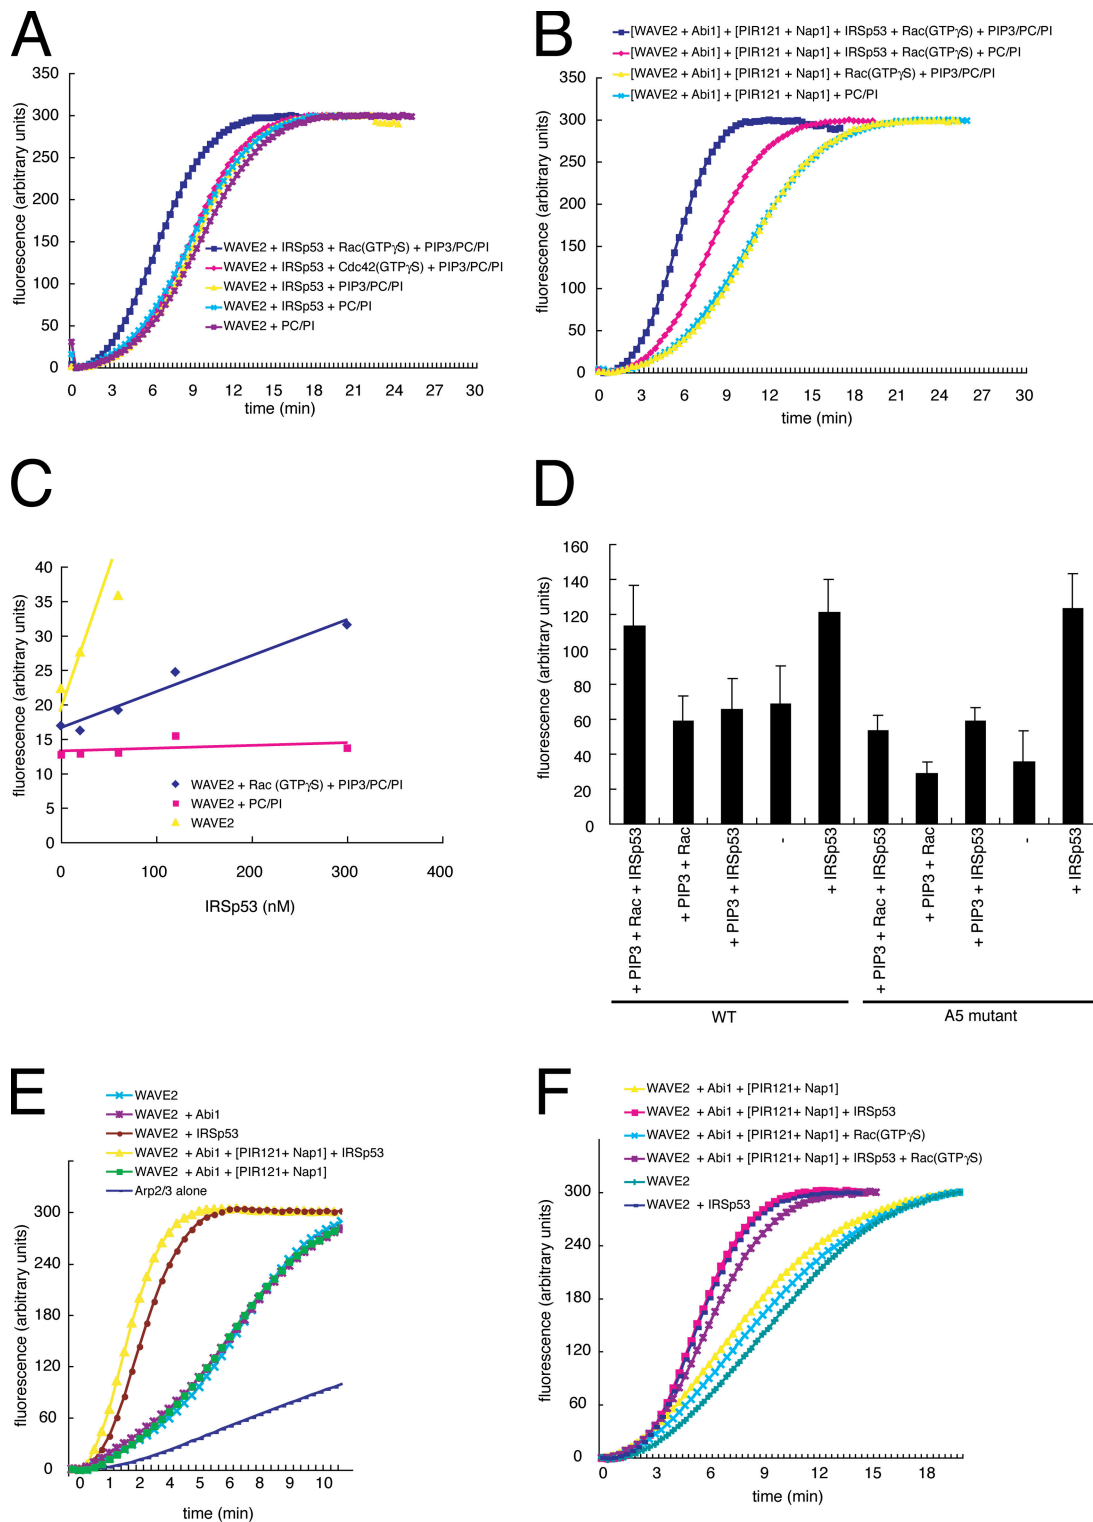 A
350
300
250
200
150
100
50
0
fluorescence (arbitrary units)
WAVE2 + IRSp53 + Rac(GTPγS) + PIP3/PC/PI
WAVE2 + IRSp53 + Cdc42(GTPγS) + PIP3/PC/PI
WAVE2 + IRSp53 + PIP3/PC/PI
WAVE2 + IRSp53 + PC/PI
WAVE2 + PC/PI
0 3 6 9 12 15 18 21 24 27 30
time (min)
B
[WAVE2 + Abi1] + [PIR121 + Nap1] + IRSp53 + Rac(GTPγS) + PIP3/PC/PI
[WAVE2 + Abi1] + [PIR121 + Nap1] + IRSp53 + Rac(GTPγS) + PC/PI
[WAVE2 + Abi1] + [PIR121 + Nap1] + Rac(GTPγS) + PIP3/PC/PI
[WAVE2 + Abi1] + [PIR121 + Nap1] + PC/PI
350
300
250
200
150
100
50
0
fluorescence (arbitrary units)
0 3 6 9 12 15 18 21 24 27 30
time (min)
C
40
35
30
25
20
15
10
5
0
fluorescence (arbitrary units)
WAVE2 + Rac (GTPγS) + PIP3/PC/PI
WAVE2 + PC/PI
WAVE2
0 100 200 300 400
IRSp53 (nM)
D
160
140
120
100
80
60
40
20
0
fluorescence (arbitrary units)
+ PIP3 + Rac + IRSp53
+ PIP3 + Rac
+ PIP3 + IRSp53
-
+ IRSp53
+ PIP3 + Rac + IRSp53
+ PIP3 + Rac
+ PIP3 + IRSp53
-
+ IRSp53
WT
A5 mutant
E
WAVE2
WAVE2 + Abi1
WAVE2 + IRSp53
WAVE2 + Abi1 + [PIR121+ Nap1] + IRSp53
WAVE2 + Abi1 + [PIR121+ Nap1]
Arp2/3 alone
300
240
180
120
60
0
fluorescence (arbitrary units)
0 1 2 4 5 6 8 9 10
time (min)
F
WAVE2 + Abi1 + [PIR121+ Nap1]
WAVE2 + Abi1 + [PIR121+ Nap1] + IRSp53
WAVE2 + Abi1 + [PIR121+ Nap1] + Rac(GTPγS)
WAVE2 + Abi1 + [PIR121+ Nap1] + IRSp53 + Rac(GTPγS)
WAVE2
WAVE2 + IRSp53
300
240
180
120
60
0
fluorescence (arbitrary units)
0 3 6 9 12 15 18
time (min)